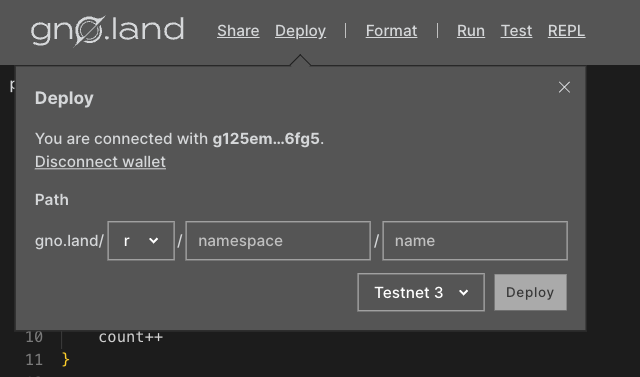 gno.land
Share Deploy | Format | Run Test REPL
p
Deploy
You are connected with g125em...6fg5.
Disconnect wallet
Path
gno.land/ r / namespace / name
Testnet 3 Deploy
10 count++
11 }